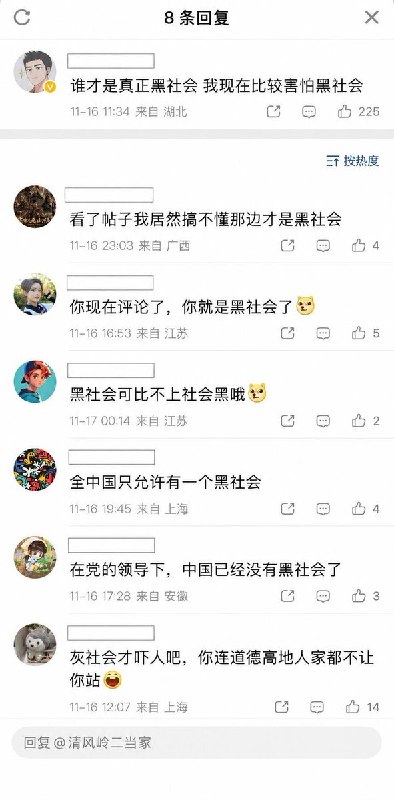 8 条回复
谁才是真正黑社会 我现在比较害怕黑社会
11-16 11:34 来自 湖北
225
按热度
看了帖子我居然搞不懂那边才是黑社会
11-16 23:03 来自 广西
4
你现在评论了，你就是黑社会了
11-16 16:53 来自 江苏
5
黑社会可比不上社会黑哦
11-17 00:14 来自 江苏
2
全中国只允许有一个黑社会
11-16 19:45 来自 上海
4
在党的领导下，中国已经没有黑社会了
11-16 17:28 来自 安徽
3
灰社会才吓人吧，你连道德高地人家都不让
你站
11-16 12:07 来自 上海
14
回复@清风岭二当家